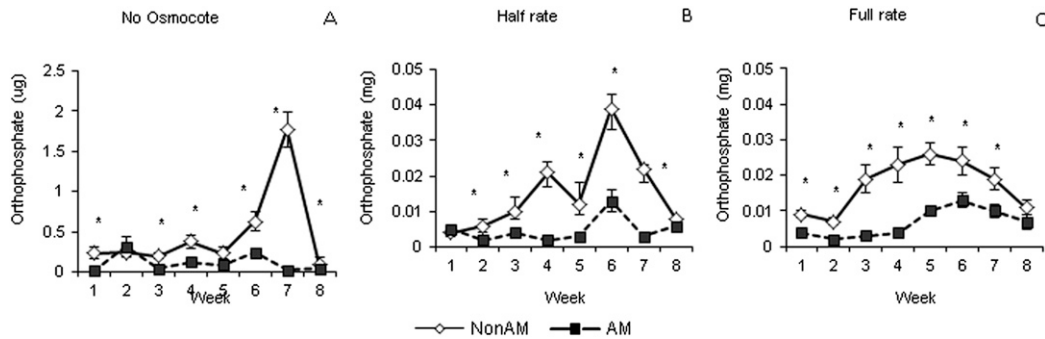 No Osmocote A
Orthophosphate (ug)
2.5
2
1.5
1
0.5
0
* * * * * *
1 2 3 4 5 6 7 8
Week
Half rate B
Orthophosphate (mg)
0.05
0.04
0.03
0.02
0.01
0
* * * * * *
1 2 3 4 5 6 7 8
Week
Full rate C
Orthophosphate (mg)
0.05
0.04
0.03
0.02
0.01
0
* * * * * * *
1 2 3 4 5 6 7 8
Week
NonAM AM